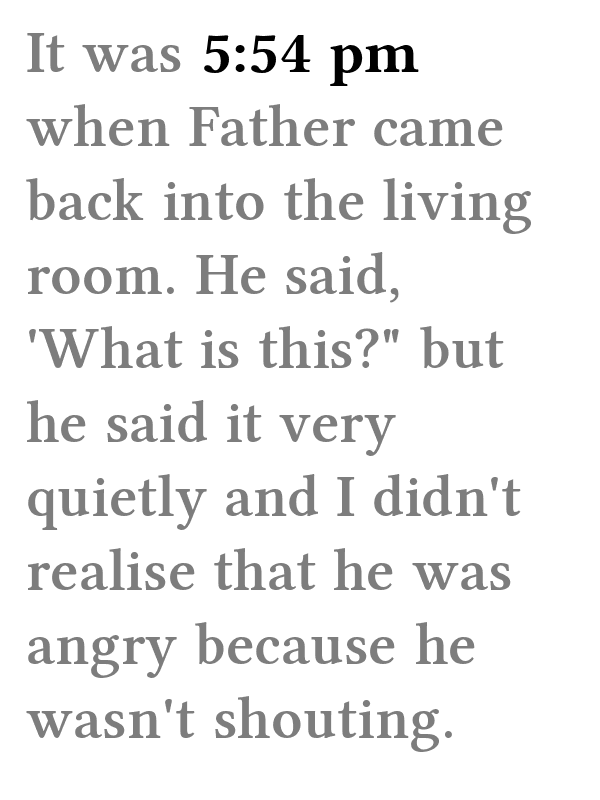 It was 5:54 pm
when Father came
back into the living
room. He said,
'What is this?" but
he said it very
quietly and I didn't
realise that he was
angry because he
wasn't shouting.